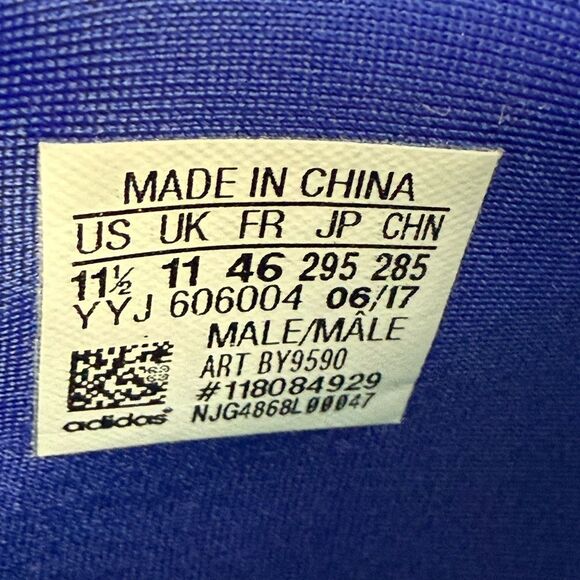 MADE IN CHINA
US UK FR JP CHN
11½ 11 46 295 285
YYJ 606004 06/17
MALE/MÂLE
ART BY9590
#118084929
NJG4868L00047
adidas